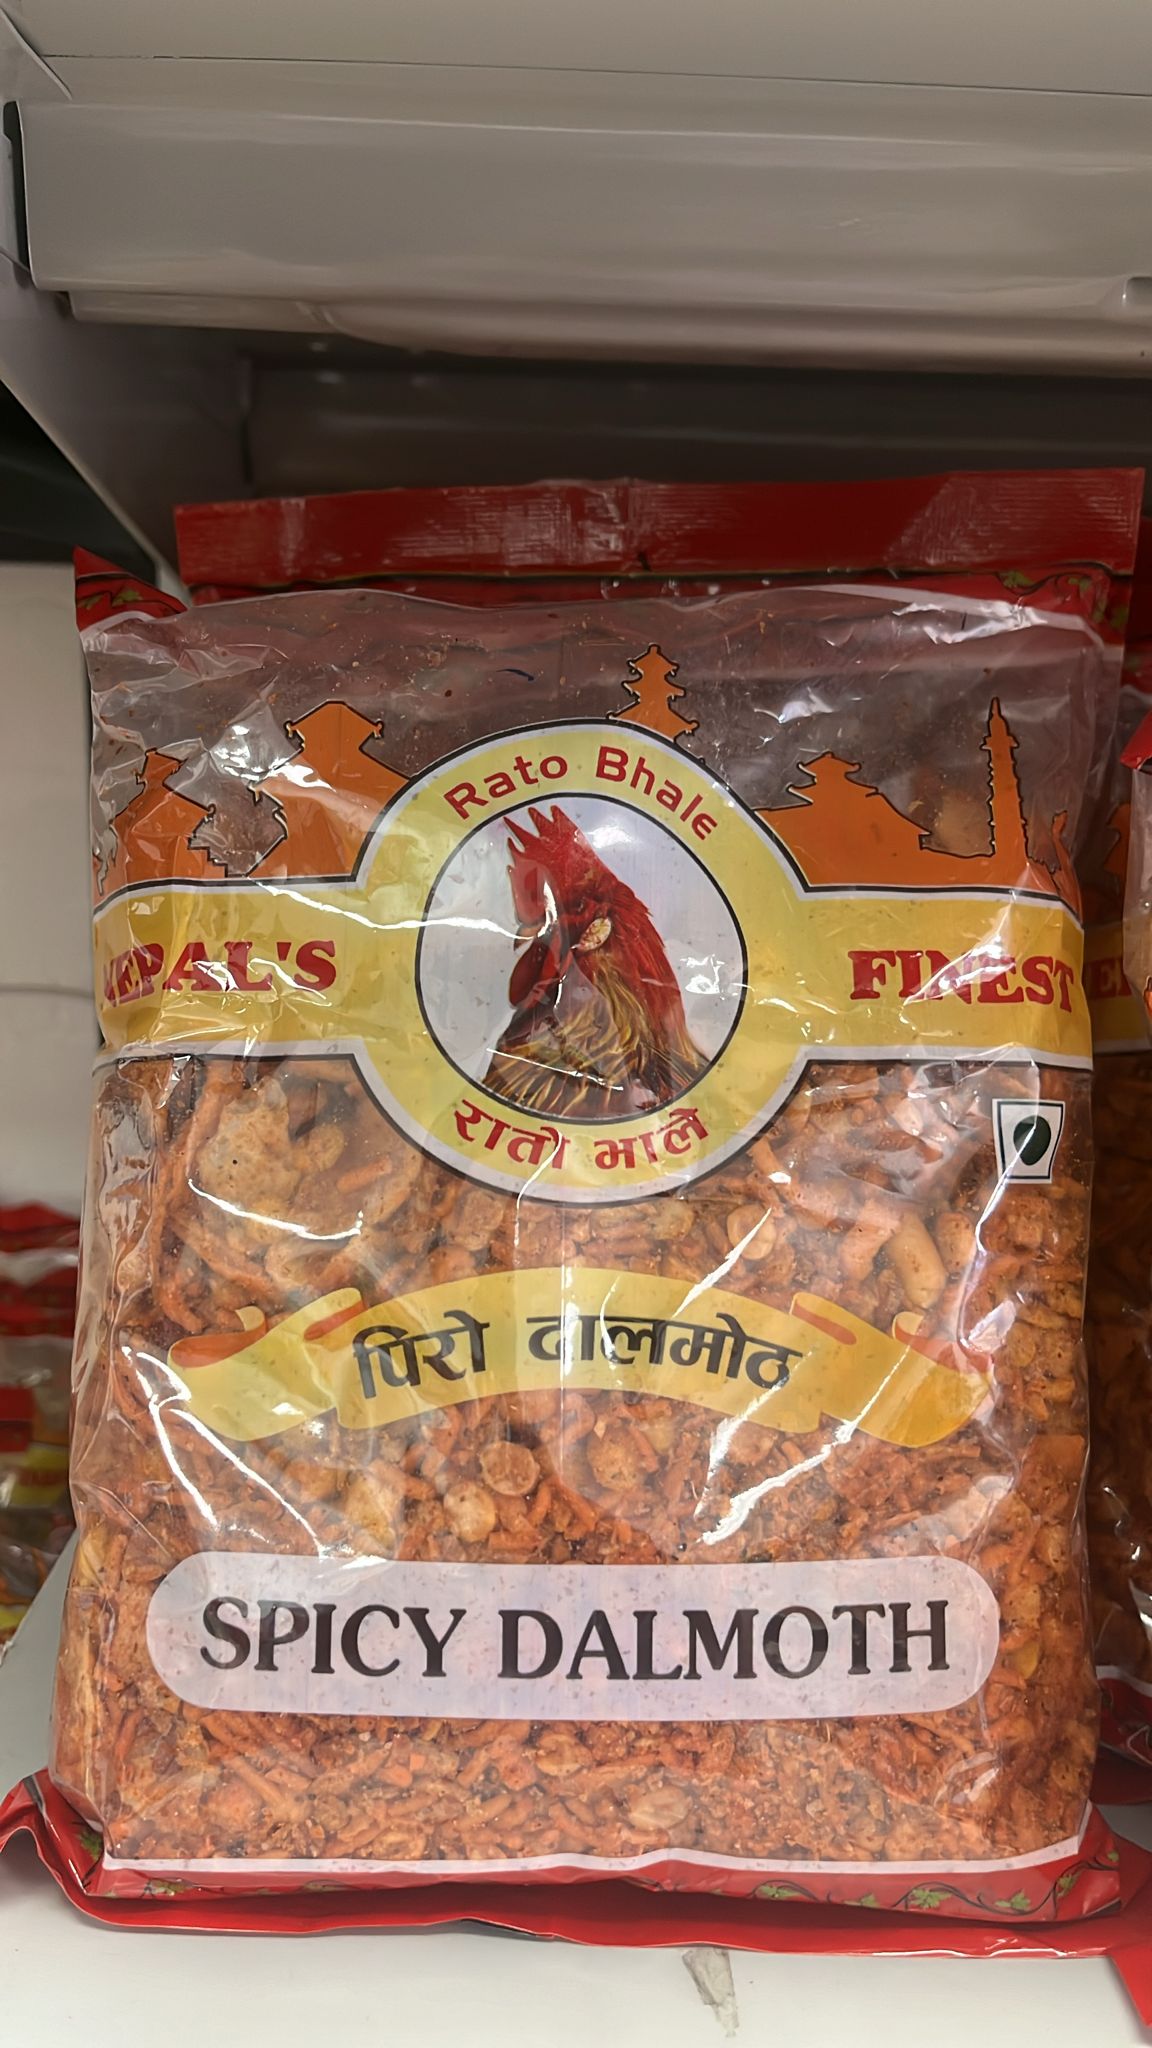 Rato Bhale
NEPAL'S
FINEST
रातो भाले
पिरो दालमोठ
SPICY DALMOTH